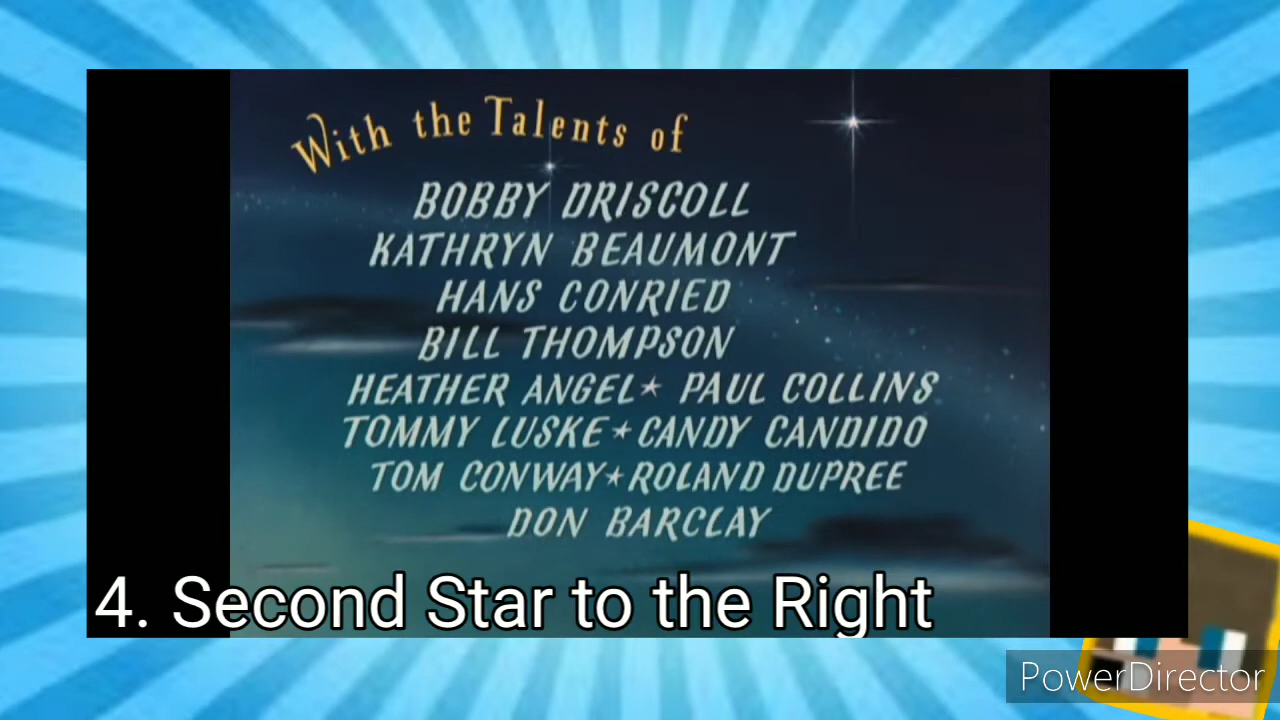 With the Talents of
BOBBY DRISCOLL
KATHRYN BEAUMONT
HANS CONRIED
BILL THOMPSON
HEATHER ANGEL★ PAUL COLLINS
TOMMY LUSKE★CANDY CANDIDO
TOM CONWAY★ROLAND DUPREE
DON BARCLAY
4. Second Star to the Right
PowerDirector